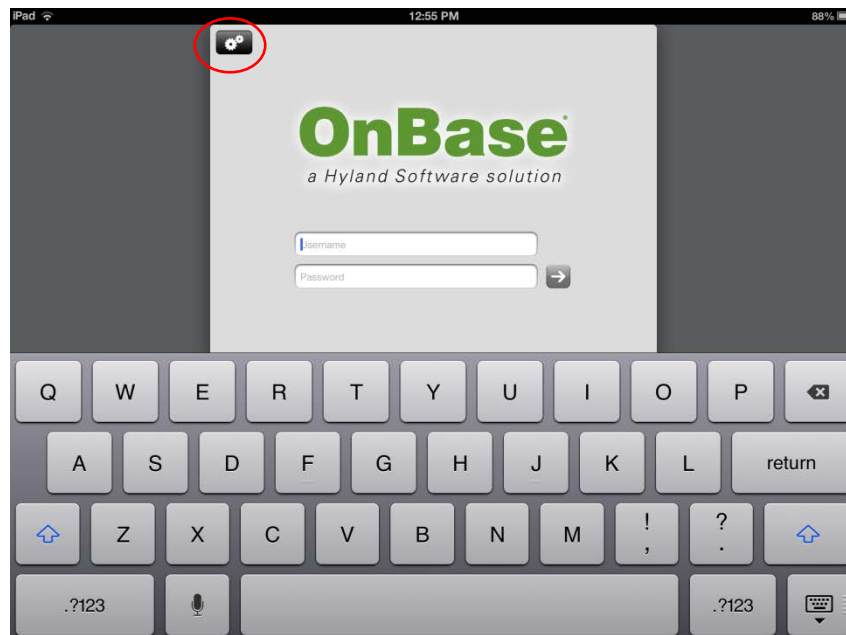 iPad 12:55 PM 88%
OnBase
a Hyland Software solution
Username
Password
Q W E R T Y U I O P
A S D F G H J K L return
Z X C V B N M ! , ? .
.?123 .?123